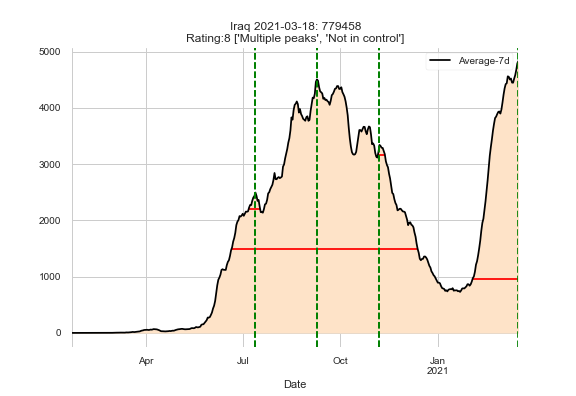 Iraq 2021-03-18: 779458
Rating:8 ['Multiple peaks', 'Not in control']
Average-7d
5000
4000
3000
2000
1000
0
Apr
Jul
Oct
Jan
2021
Date